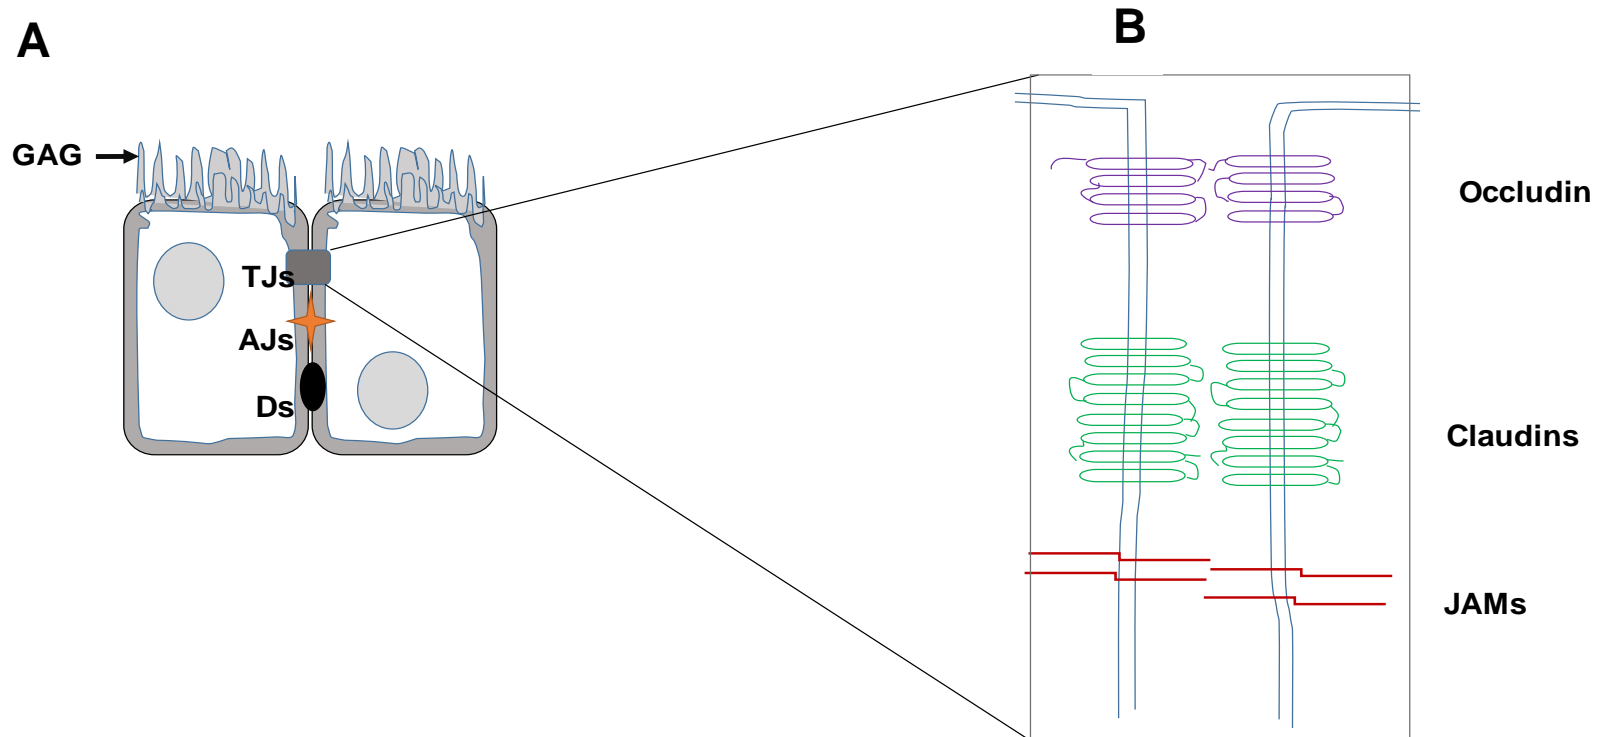 A
B
GAG
Occludin
TJs
AJs
Ds
Claudins
JAMs